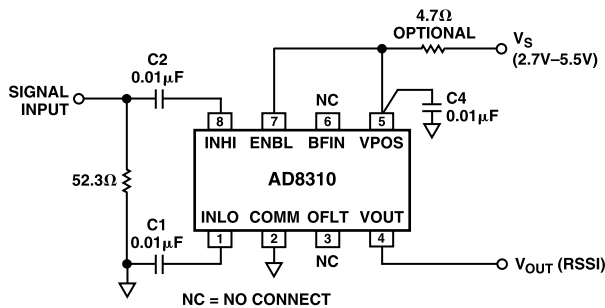 4.7Ω
OPTIONAL
VS
(2.7V–5.5V)
C2
0.01µF
SIGNAL
INPUT
NC
C4
0.01µF
8
7
6
5
INHI
ENBL
BFIN
VPOS
52.3Ω
AD8310
C1
0.01µF
INLO
COMM
OFLT
VOUT
1
2
3
4
NC
VOUT (RSSI)
NC = NO CONNECT